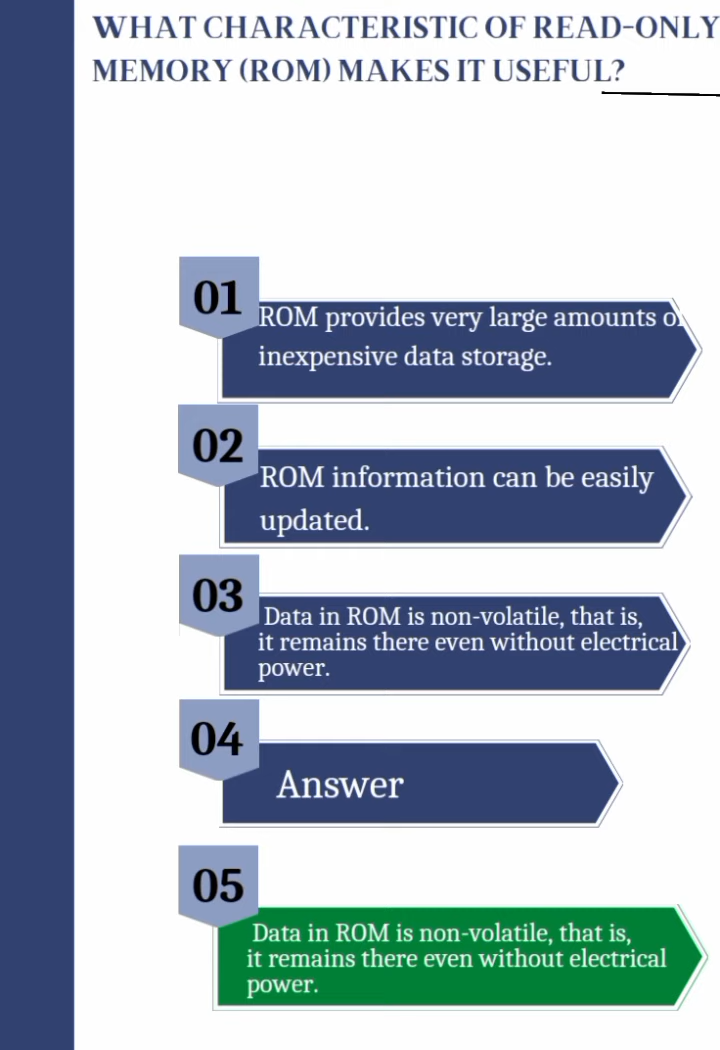 WHAT CHARACTERISTIC OF READ-ONLY
MEMORY (ROM) MAKES IT USEFUL?
01
ROM provides very large amounts of
inexpensive data storage.
02
ROM information can be easily
updated.
03
Data in ROM is non-volatile, that is,
it remains there even without electrical
power.
04
Answer
05
Data in ROM is non-volatile, that is,
it remains there even without electrical
power.